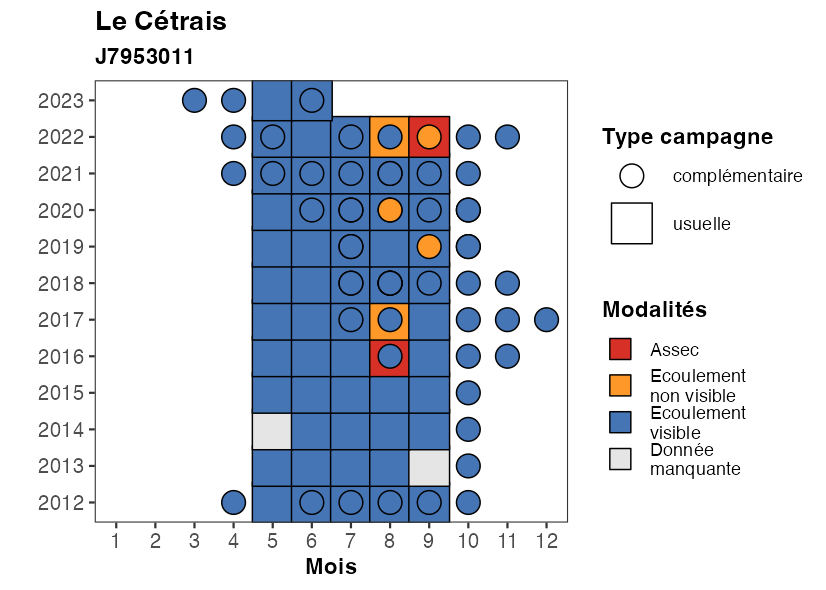 Le Cétrais
J7953011
2023
2022
2021
2020
2019
2018
2017
2016
2015
2014
2013
2012
1 2 3 4 5 6 7 8 9 10 11 12
Mois
Type campagne
complémentaire
usuelle
Modalités
Assec
Ecoulement
non visible
Ecoulement
visible
Donnée
manquante